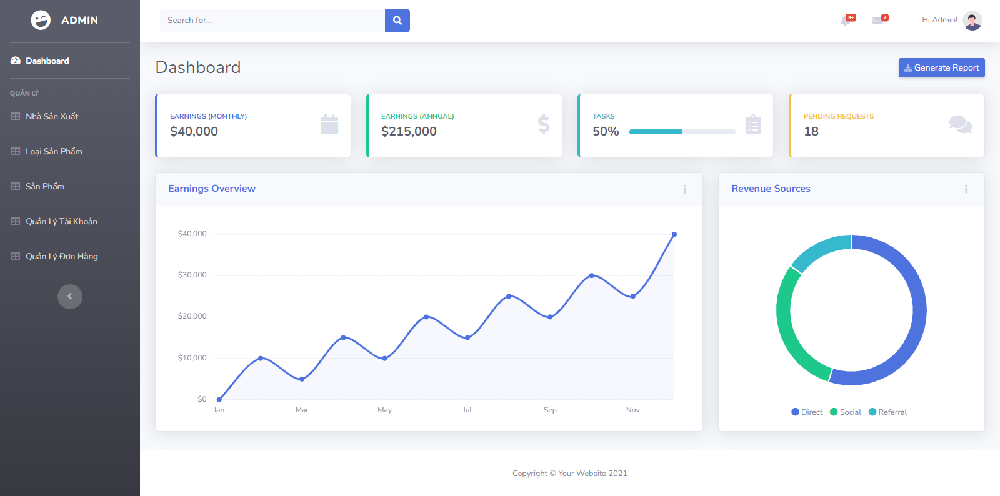 ADMIN
Dashboard
QUẢN LÝ
Nhà Sản Xuất
Loại Sản Phẩm
Sản Phẩm
Quản Lý Tài Khoản
Quản Lý Đơn Hàng
Search for...
3+
7
Hi Admin!
Dashboard
Generate Report
EARNINGS (MONTHLY)
$40,000
EARNINGS (ANNUAL)
$215,000
TASKS
50%
PENDING REQUESTS
18
Earnings Overview
$40,000
$30,000
$20,000
$10,000
$0
Jan Mar May Jul Sep Nov
Revenue Sources
Direct Social Referral
Copyright © Your Website 2021